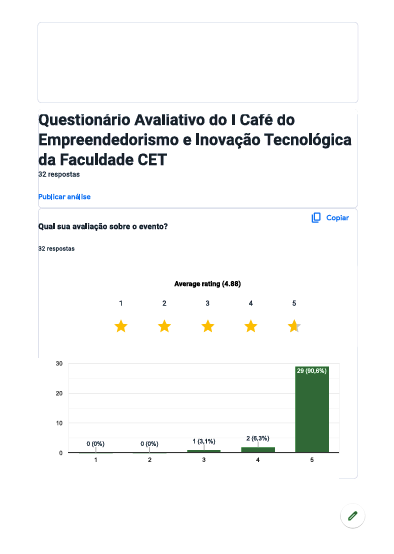 Questionário Avaliativo do I Café do
Empreendedorismo e Inovação Tecnológica
da Faculdade CET
32 respostas
Publicar análise
Copiar
Qual sua avaliação sobre o evento?
32 respostas
Average rating (4.88)
1 2 3 4 5
30
20
10
0
0 (0%) 0 (0%) 1 (3,1%) 2 (6,3%) 29 (90,6%)
1 2 3 4 5